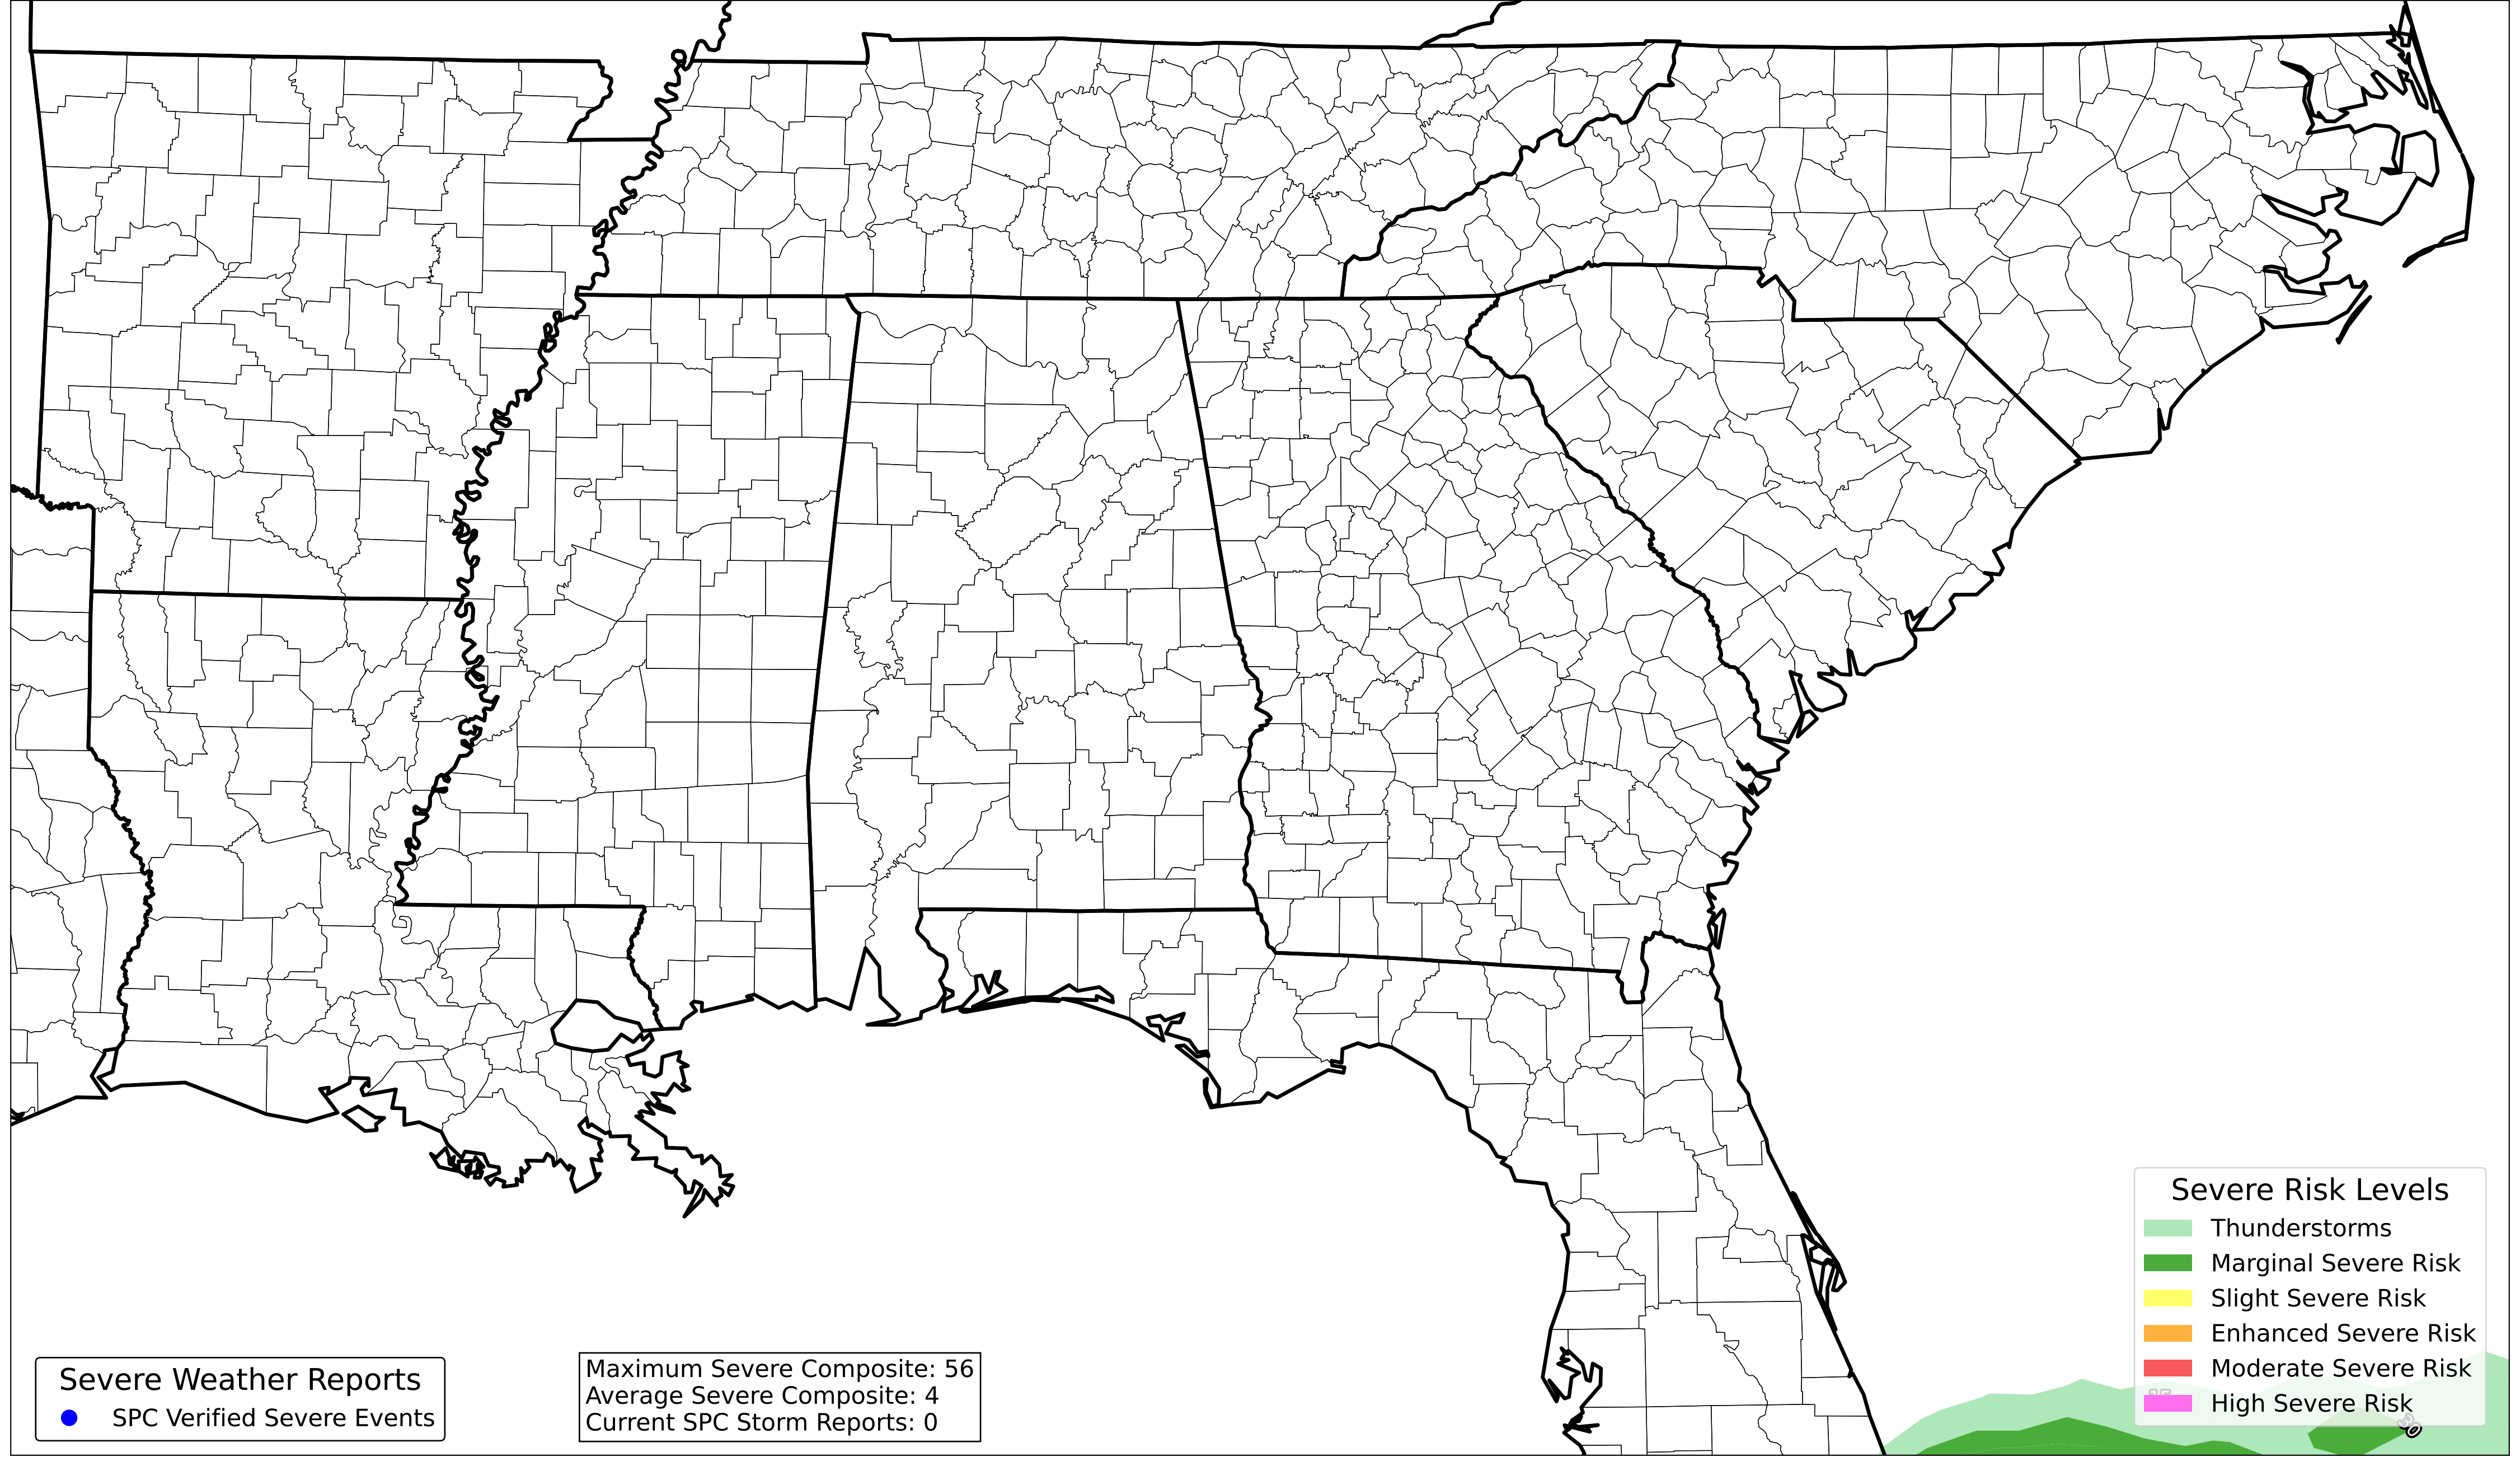 Severe Risk Levels
Thunderstorms
Marginal Severe Risk
Slight Severe Risk
Enhanced Severe Risk
Moderate Severe Risk
High Severe Risk
15
30
Severe Weather Reports
SPC Verified Severe Events
Maximum Severe Composite: 56
Average Severe Composite: 4
Current SPC Storm Reports: 0